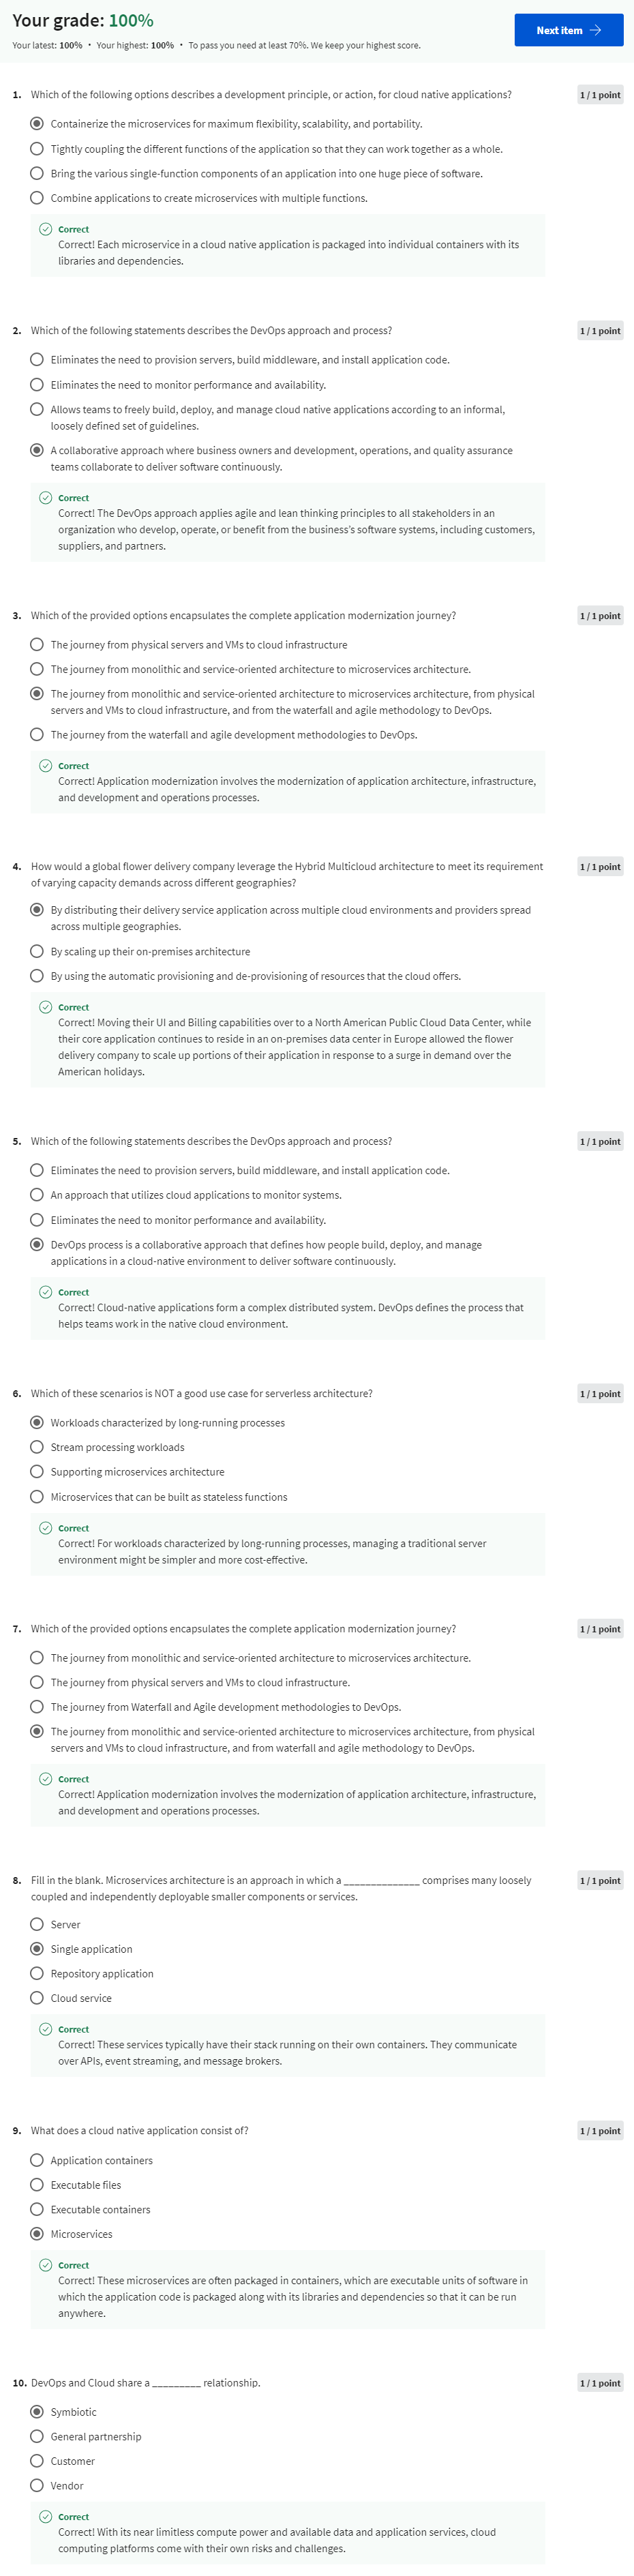 Your grade: 100%
Next item →
Your latest: 100% • Your highest: 100% • To pass you need at least 70%. We keep your highest score.
1. Which of the following options describes a development principle, or action, for cloud native applications?
1 / 1 point
Containerize the microservices for maximum flexibility, scalability, and portability.
Tightly coupling the different functions of the application so that they can work together as a whole.
Bring the various single-function components of an application into one huge piece of software.
Combine applications to create microservices with multiple functions.
Correct
Correct! Each microservice in a cloud native application is packaged into individual containers with its
libraries and dependencies.
2. Which of the following statements describes the DevOps approach and process?
1 / 1 point
Eliminates the need to provision servers, build middleware, and install application code.
Eliminates the need to monitor performance and availability.
Allows teams to freely build, deploy, and manage cloud native applications according to an informal,
loosely defined set of guidelines.
A collaborative approach where business owners and development, operations, and quality assurance
teams collaborate to deliver software continuously.
Correct
Correct! The DevOps approach applies agile and lean thinking principles to all stakeholders in an
organization who develop, operate, or benefit from the business's software systems, including customers,
suppliers, and partners.
3. Which of the provided options encapsulates the complete application modernization journey?
1 / 1 point
The journey from physical servers and VMs to cloud infrastructure
The journey from monolithic and service-oriented architecture to microservices architecture.
The journey from monolithic and service-oriented architecture to microservices architecture, from physical
servers and VMs to cloud infrastructure, and from the waterfall and agile methodology to DevOps.
The journey from the waterfall and agile development methodologies to DevOps.
Correct
Correct! Application modernization involves the modernization of application architecture, infrastructure,
and development and operations processes.
4. How would a global flower delivery company leverage the Hybrid Multicloud architecture to meet its requirement
1 / 1 point
of varying capacity demands across different geographies?
By distributing their delivery service application across multiple cloud environments and providers spread
across multiple geographies.
By scaling up their on-premises architecture
By using the automatic provisioning and de-provisioning of resources that the cloud offers.
Correct
Correct! Moving their UI and Billing capabilities over to a North American Public Cloud Data Center, while
their core application continues to reside in an on-premises data center in Europe allowed the flower
delivery company to scale up portions of their application in response to a surge in demand over the
American holidays.
5. Which of the following statements describes the DevOps approach and process?
1 / 1 point
Eliminates the need to provision servers, build middleware, and install application code.
An approach that utilizes cloud applications to monitor systems.
Eliminates the need to monitor performance and availability.
DevOps process is a collaborative approach that defines how people build, deploy, and manage
applications in a cloud-native environment to deliver software continuously.
Correct
Correct! Cloud-native applications form a complex distributed system. DevOps defines the process that
helps teams work in the native cloud environment.
6. Which of these scenarios is NOT a good use case for serverless architecture?
1 / 1 point
Workloads characterized by long-running processes
Stream processing workloads
Supporting microservices architecture
Microservices that can be built as stateless functions
Correct
Correct! For workloads characterized by long-running processes, managing a traditional server
environment might be simpler and more cost-effective.
7. Which of the provided options encapsulates the complete application modernization journey?
1 / 1 point
The journey from monolithic and service-oriented architecture to microservices architecture.
The journey from physical servers and VMs to cloud infrastructure.
The journey from Waterfall and Agile development methodologies to DevOps.
The journey from monolithic and service-oriented architecture to microservices architecture, from physical
servers and VMs to cloud infrastructure, and from waterfall and agile methodology to DevOps.
Correct
Correct! Application modernization involves the modernization of application architecture, infrastructure,
and development and operations processes.
8. Fill in the blank. Microservices architecture is an approach in which a ______________ comprises many loosely
1 / 1 point
coupled and independently deployable smaller components or services.
Server
Single application
Repository application
Cloud service
Correct
Correct! These services typically have their stack running on their own containers. They communicate
over APIs, event streaming, and message brokers.
9. What does a cloud native application consist of?
1 / 1 point
Application containers
Executable files
Executable containers
Microservices
Correct
Correct! These microservices are often packaged in containers, which are executable units of software in
which the application code is packaged along with its libraries and dependencies so that it can be run
anywhere.
10. DevOps and Cloud share a _________ relationship.
1 / 1 point
Symbiotic
General partnership
Customer
Vendor
Correct
Correct! With its near limitless compute power and available data and application services, cloud
computing platforms come with their own risks and challenges.